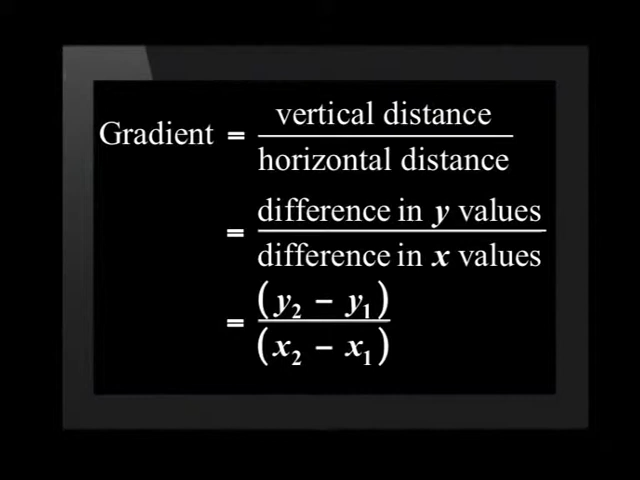 Gradient = vertical distance
horizontal distance
= difference in y values
difference in x values
= (y₂ − y₁)
(x₂ − x₁)